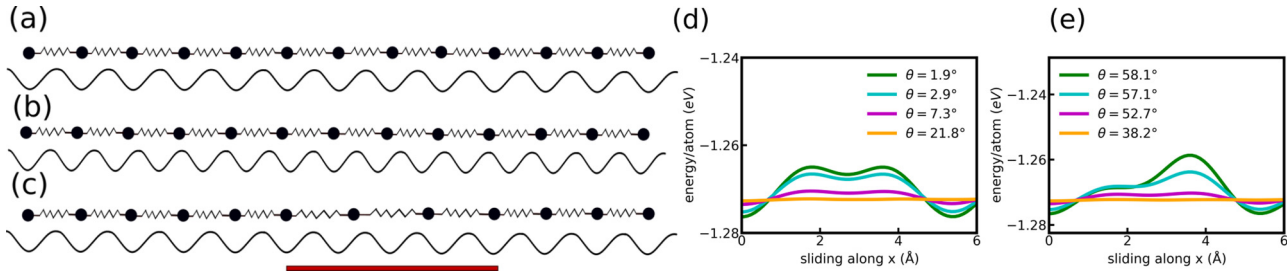 (a)
(b)
(c)
(d)
energy/atom (eV)
−1.24
−1.26
−1.28
θ = 1.9°
θ = 2.9°
θ = 7.3°
θ = 21.8°
0 2 4 6
sliding along x (Å)
(e)
energy/atom (eV)
−1.24
−1.26
−1.28
θ = 58.1°
θ = 57.1°
θ = 52.7°
θ = 38.2°
0 2 4 6
sliding along x (Å)